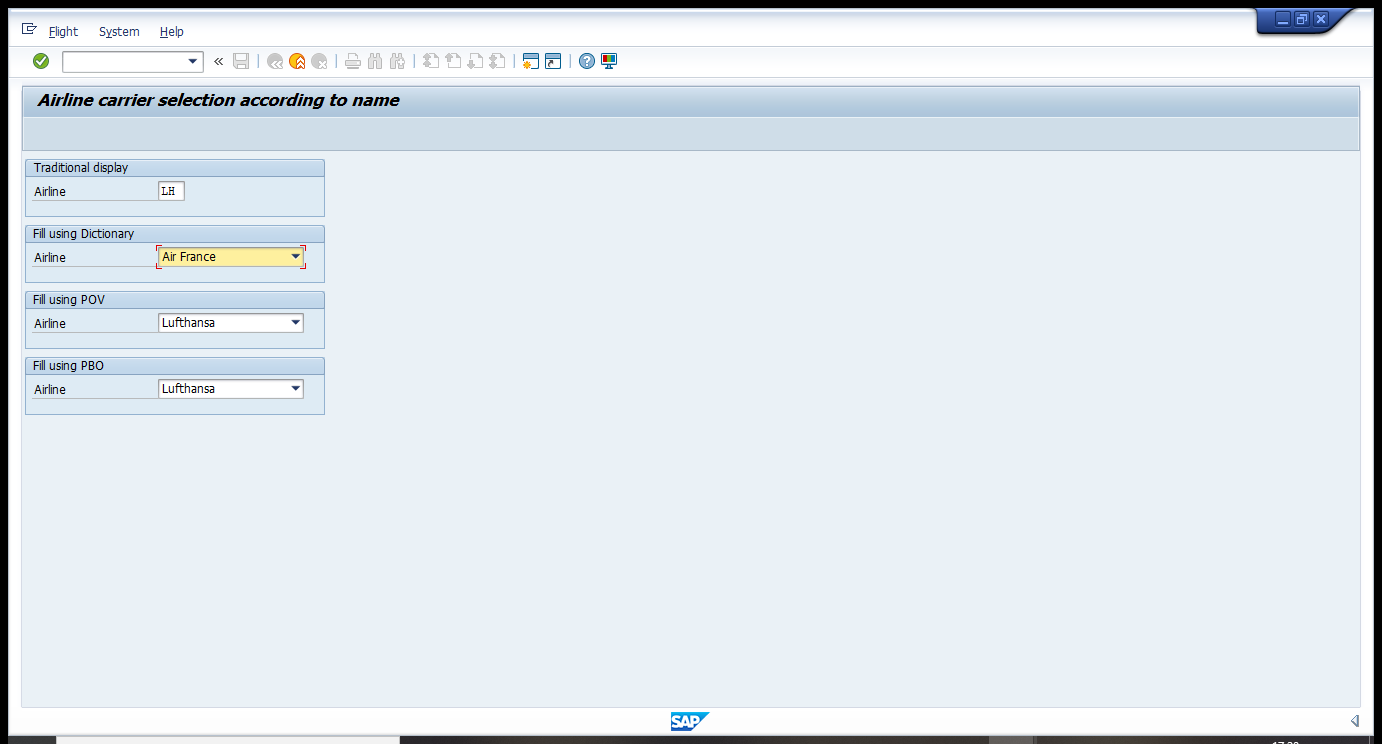 Flight System Help
Airline carrier selection according to name
Traditional display
Airline LH
Fill using Dictionary
Airline Air France
Fill using POV
Airline Lufthansa
Fill using PBO
Airline Lufthansa
SAP